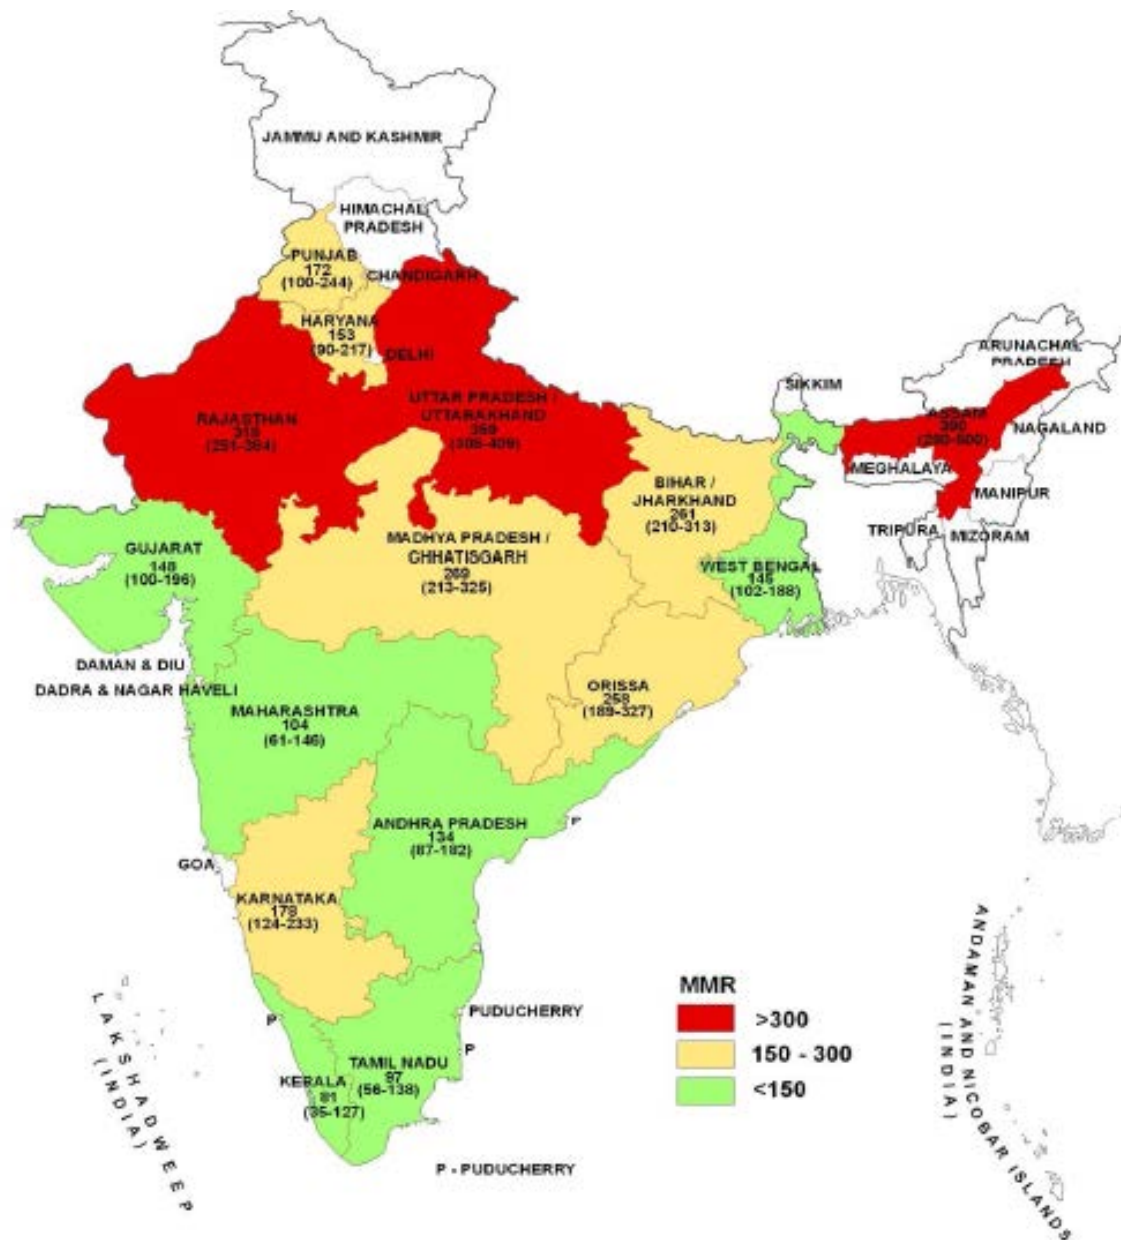 JAMMU AND KASHMIR
HIMACHAL
PRADESH
PUNJAB
172
(100-244)
CHANDIGARH
HARYANA
153
(90-217)
DELHI
UTTAR PRADESH /
UTTARAKHAND
359
RAJASTHAN
SIKKIM
ARUNACHAL
PRADESH
ASSAM
390
NAGALAND
MEGHALAYA
MANIPUR
TRIPURA
MIZORAM
BIHAR /
JHARKHAND
261
(210-313)
MADHYA PRADESH /
CHHATISGARH
269
(213-325)
GUJARAT
148
(100-196)
WEST BENGAL
145
(102-188)
DAMAN & DIU
DADRA & NAGAR HAVELI
ORISSA
258
(189-327)
MAHARASHTRA
104
(61-146)
ANDHRA PRADESH
134
(87-182)
P
GOA
KARNATAKA
178
(124-233)
P
PUDUCHERRY
P
TAMIL NADU
97
(56-138)
KERALA
81
(35-127)
P - PUDUCHERRY
LAKSHADWEEP
(INDIA)
ANDAMAN AND NICOBAR ISLANDS
(INDIA)
MMR
>300
150 - 300
<150